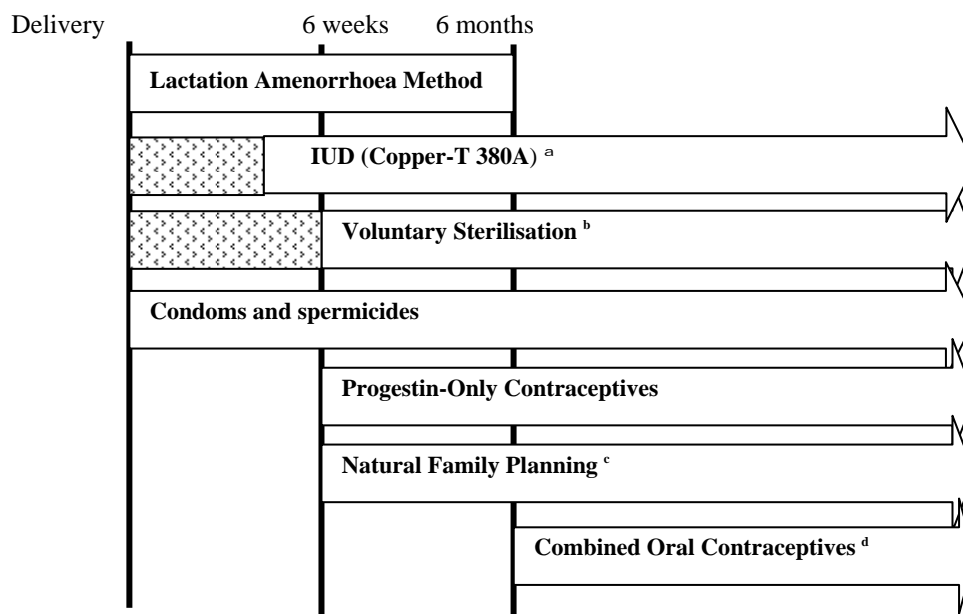 Delivery 6 weeks 6 months
Lactation Amenorrhoea Method
IUD (Copper-T 380A) a
Voluntary Sterilisation b
Condoms and spermicides
Progestin-Only Contraceptives
Natural Family Planning c
Combined Oral Contraceptives d